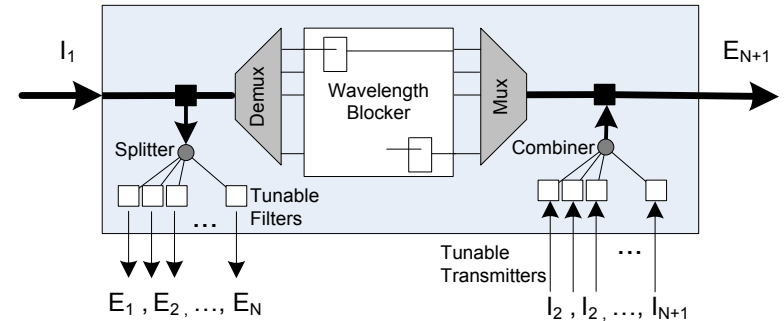 I1
EN+1
Demux
Wavelength
Blocker
Mux
Splitter
Combiner
Tunable
Filters
...
...
Tunable
Transmitters
E1 , E2 , ..., EN
I2 , I2 , ..., IN+1